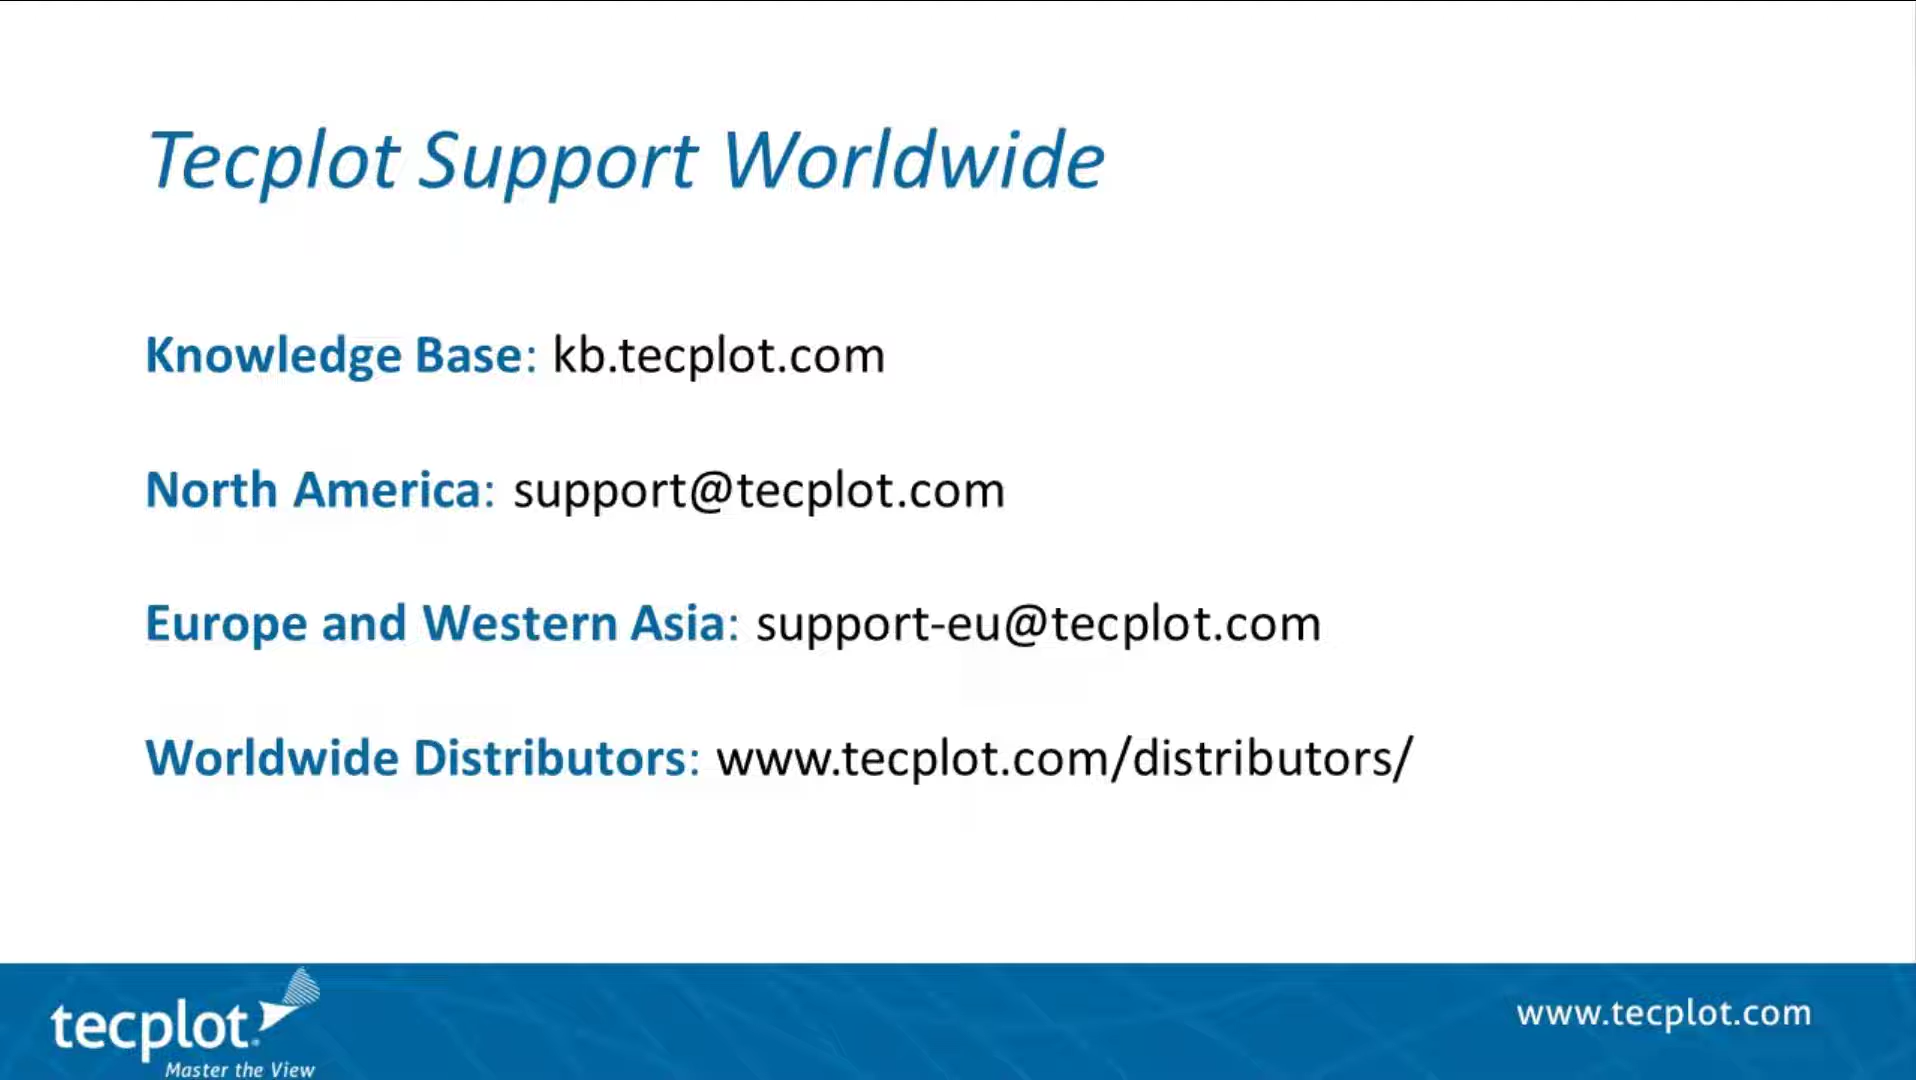 Tecplot Support Worldwide
Knowledge Base: kb.tecplot.com
North America: support@tecplot.com
Europe and Western Asia: support-eu@tecplot.com
Worldwide Distributors: www.tecplot.com/distributors/
tecplot
Master the View
www.tecplot.com